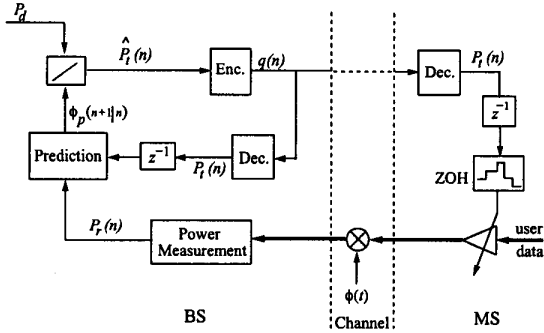 P_d
^
P_t(n)
Enc.
q(n)
Dec.
P_t(n)
z⁻¹
ϕ_p(n+1|n)
Prediction
z⁻¹
P_t(n)
Dec.
ZOH
P_r(n)
Power
Measurement
user
data
ϕ(t)
BS
Channel
MS